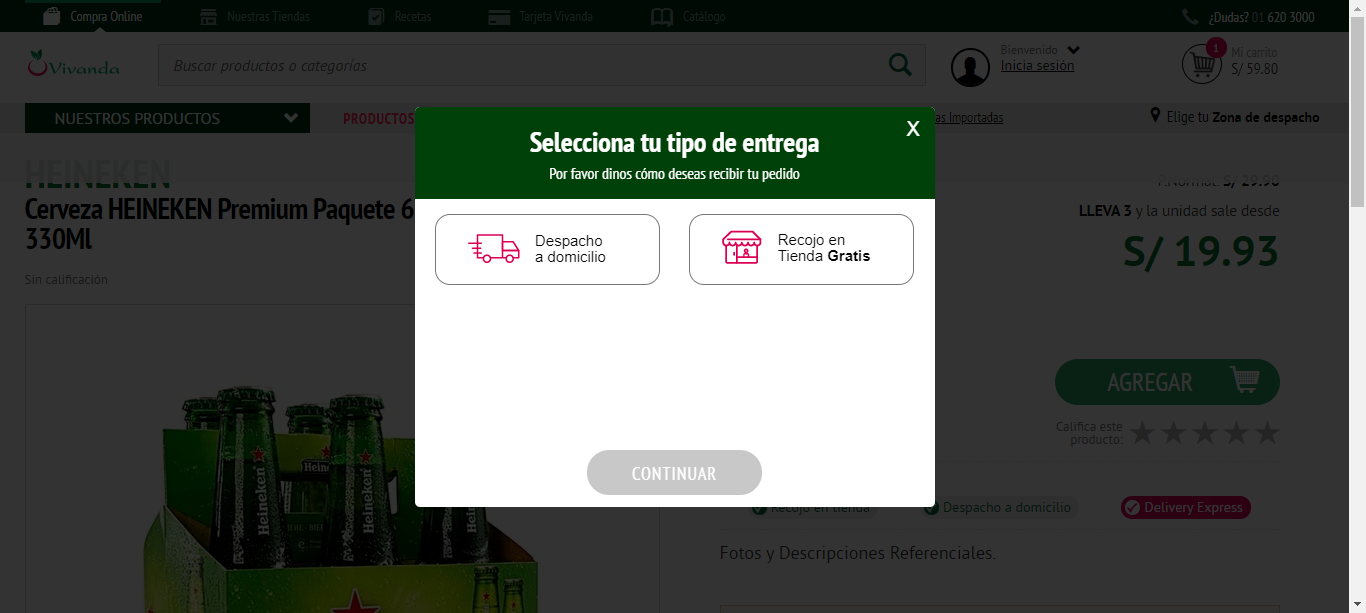 Compra Online
Nuestras Tiendas
Recetas
Tarjeta Vivanda
Catálogo
¿Dudas? 01 620 3000
Vivanda
Buscar productos o categorías
Bienvenido
Inicia sesión
1
Mi carrito
S/ 59.80
NUESTROS PRODUCTOS
PRODUCTOS
as Importadas
Elige tu Zona de despacho
Selecciona tu tipo de entrega
X
Por favor dinos cómo deseas recibir tu pedido
Despacho
a domicilio
Recojo en
Tienda Gratis
CONTINUAR
HEINEKEN
Cerveza HEINEKEN Premium Paquete 6
330Ml
Sin calificación
P.Normal: S/ 29.90
LLEVA 3 y la unidad sale desde
S/ 19.93
AGREGAR
Califica este
producto:
Recojo en tienda
Despacho a domicilio
Delivery Express
Fotos y Descripciones Referenciales.
Heineken
Heineken